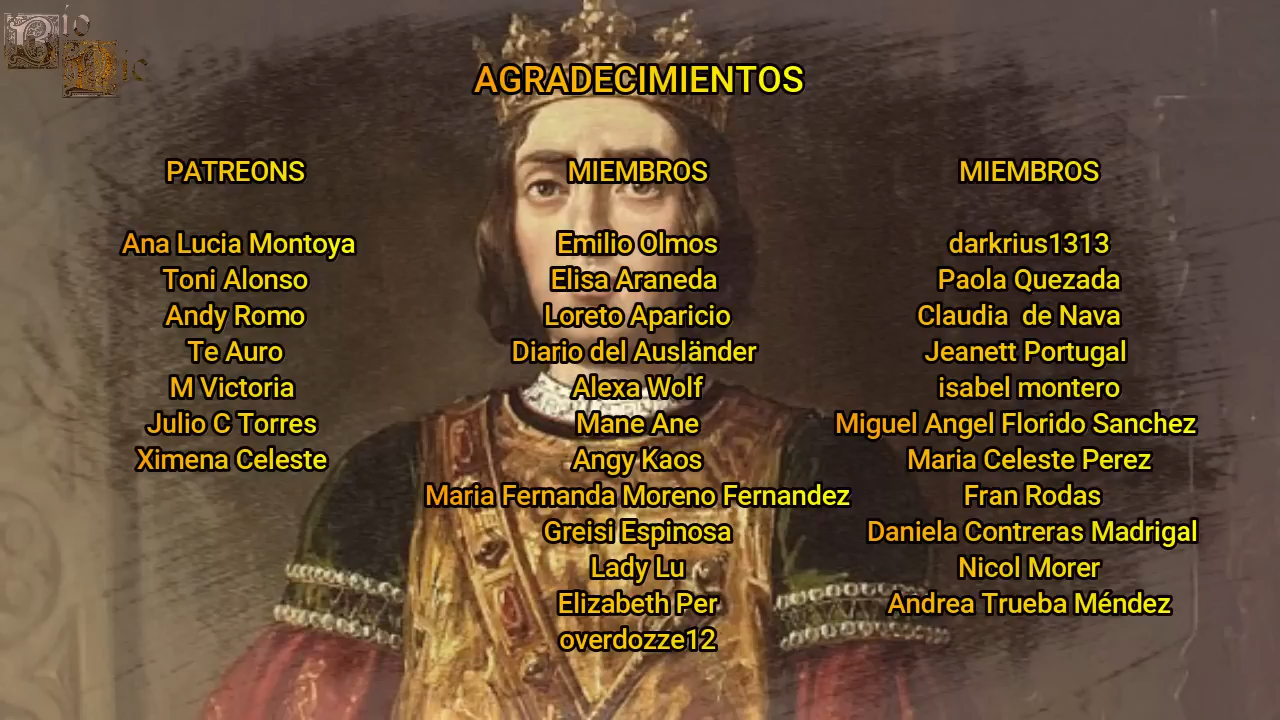 Bio
Pic
AGRADECIMIENTOS
PATREONS
Ana Lucia Montoya
Toni Alonso
Andy Romo
Te Auro
M Victoria
Julio C Torres
Ximena Celeste
MIEMBROS
Emilio Olmos
Elisa Araneda
Loreto Aparicio
Diario del Ausländer
Alexa Wolf
Mane Ane
Angy Kaos
Maria Fernanda Moreno Fernandez
Greisi Espinosa
Lady Lu
Elizabeth Per
overdozze12
MIEMBROS
darkrius1313
Paola Quezada
Claudia  de Nava
Jeanett Portugal
isabel montero
Miguel Angel Florido Sanchez
Maria Celeste Perez
Fran Rodas
Daniela Contreras Madrigal
Nicol Morer
Andrea Trueba Méndez